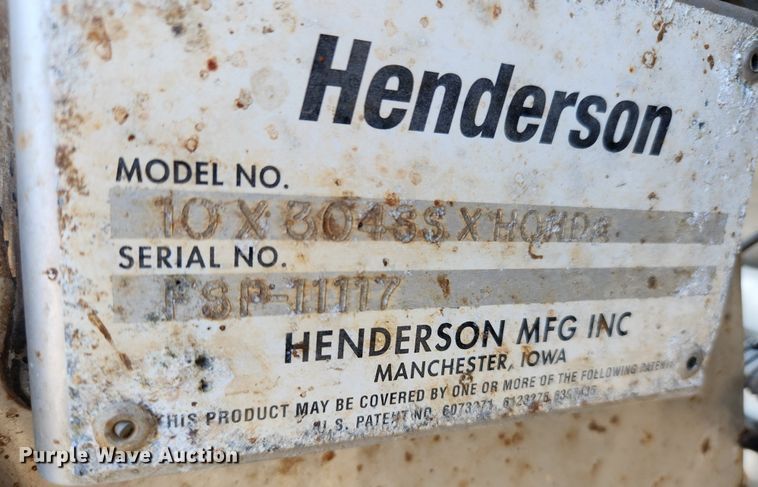 Henderson
MODEL NO.
10 X 304SS X HONDA
SERIAL NO.
FSP-11117
HENDERSON MFG INC
MANCHESTER, IOWA
THIS PRODUCT MAY BE COVERED BY ONE OR MORE OF THE FOLLOWING PATENTS
U.S. PATENT NO.
Purple Wave Auction